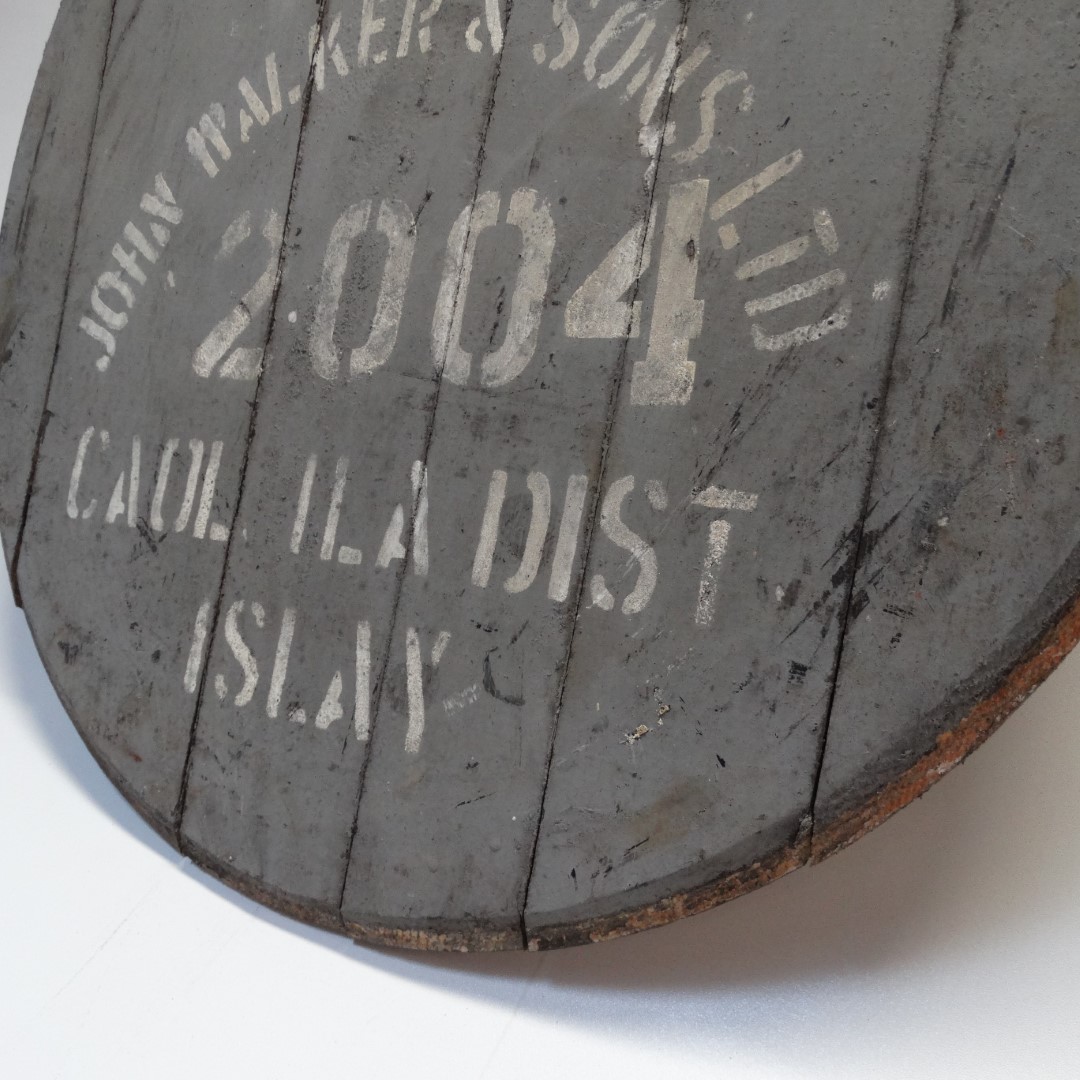 JOHN WALKER & SONS LTD
2004
CAOL ILA DIST.
ISLAY